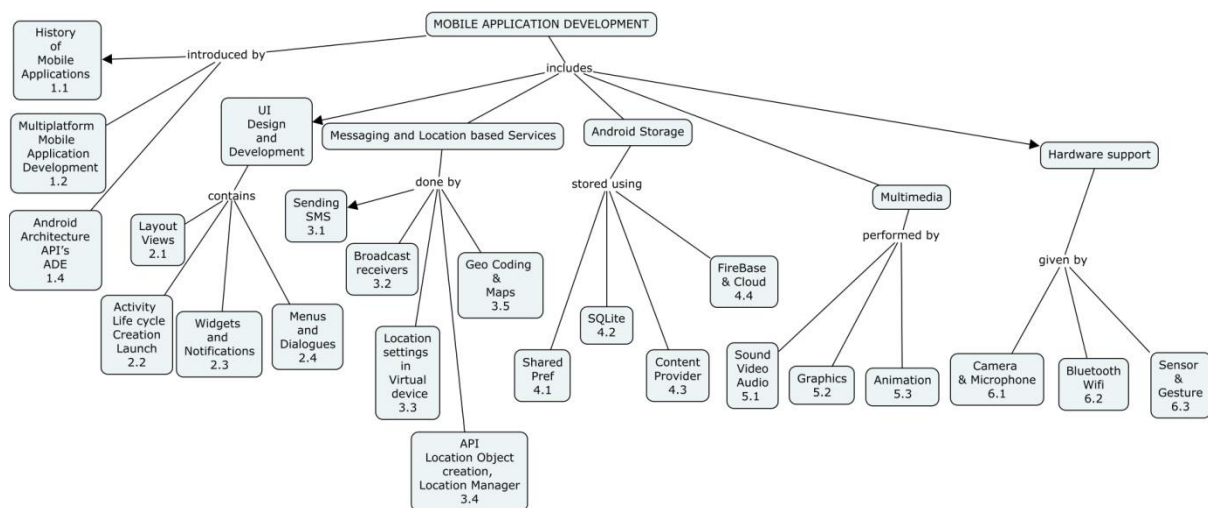 MOBILE APPLICATION DEVELOPMENT
History
of
Mobile
Applications
1.1
introduced by
includes
Multiplatform
Mobile
Application
Development
1.2
UI
Design
and
Development
Messaging and Location based Services
Android Storage
Hardware support
Android
Architecture
API's
ADE
1.4
contains
done by
stored using
Multimedia
performed by
given by
Layout
Views
2.1
Activity
Life cycle
Creation
Launch
2.2
Widgets
and
Notifications
2.3
Menus
and
Dialogues
2.4
Sending
SMS
3.1
Broadcast
receivers
3.2
Location
settings
in
Virtual
device
3.3
API
Location Object
creation,
Location Manager
3.4
Geo Coding
&
Maps
3.5
Shared
Pref
4.1
SQLite
4.2
Content
Provider
4.3
FireBase
& Cloud
4.4
Sound
Video
Audio
5.1
Graphics
5.2
Animation
5.3
Camera
& Microphone
6.1
Bluetooth
Wifi
6.2
Sensor
&
Gesture
6.3